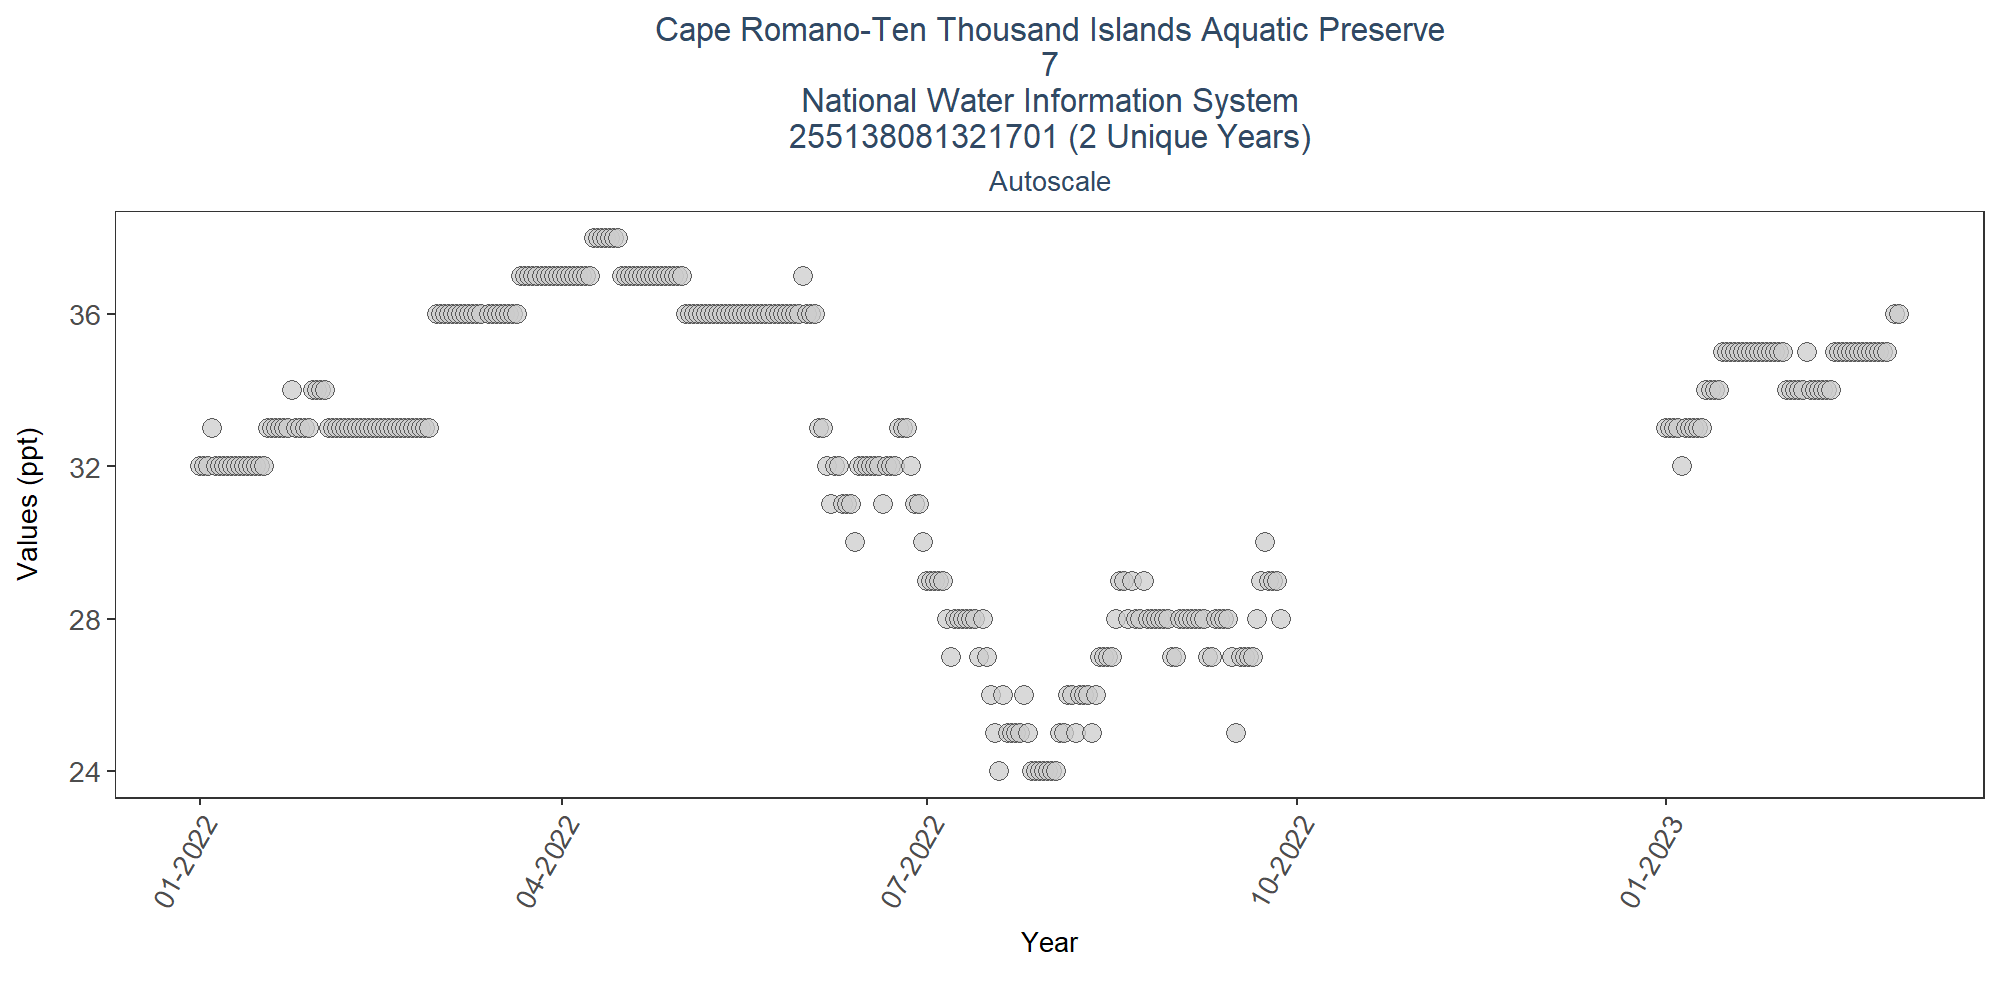 Cape Romano-Ten Thousand Islands Aquatic Preserve
7
National Water Information System
255138081321701 (2 Unique Years)
Autoscale
Values (ppt)
36
32
28
24
01-2022
04-2022
07-2022
10-2022
01-2023
Year